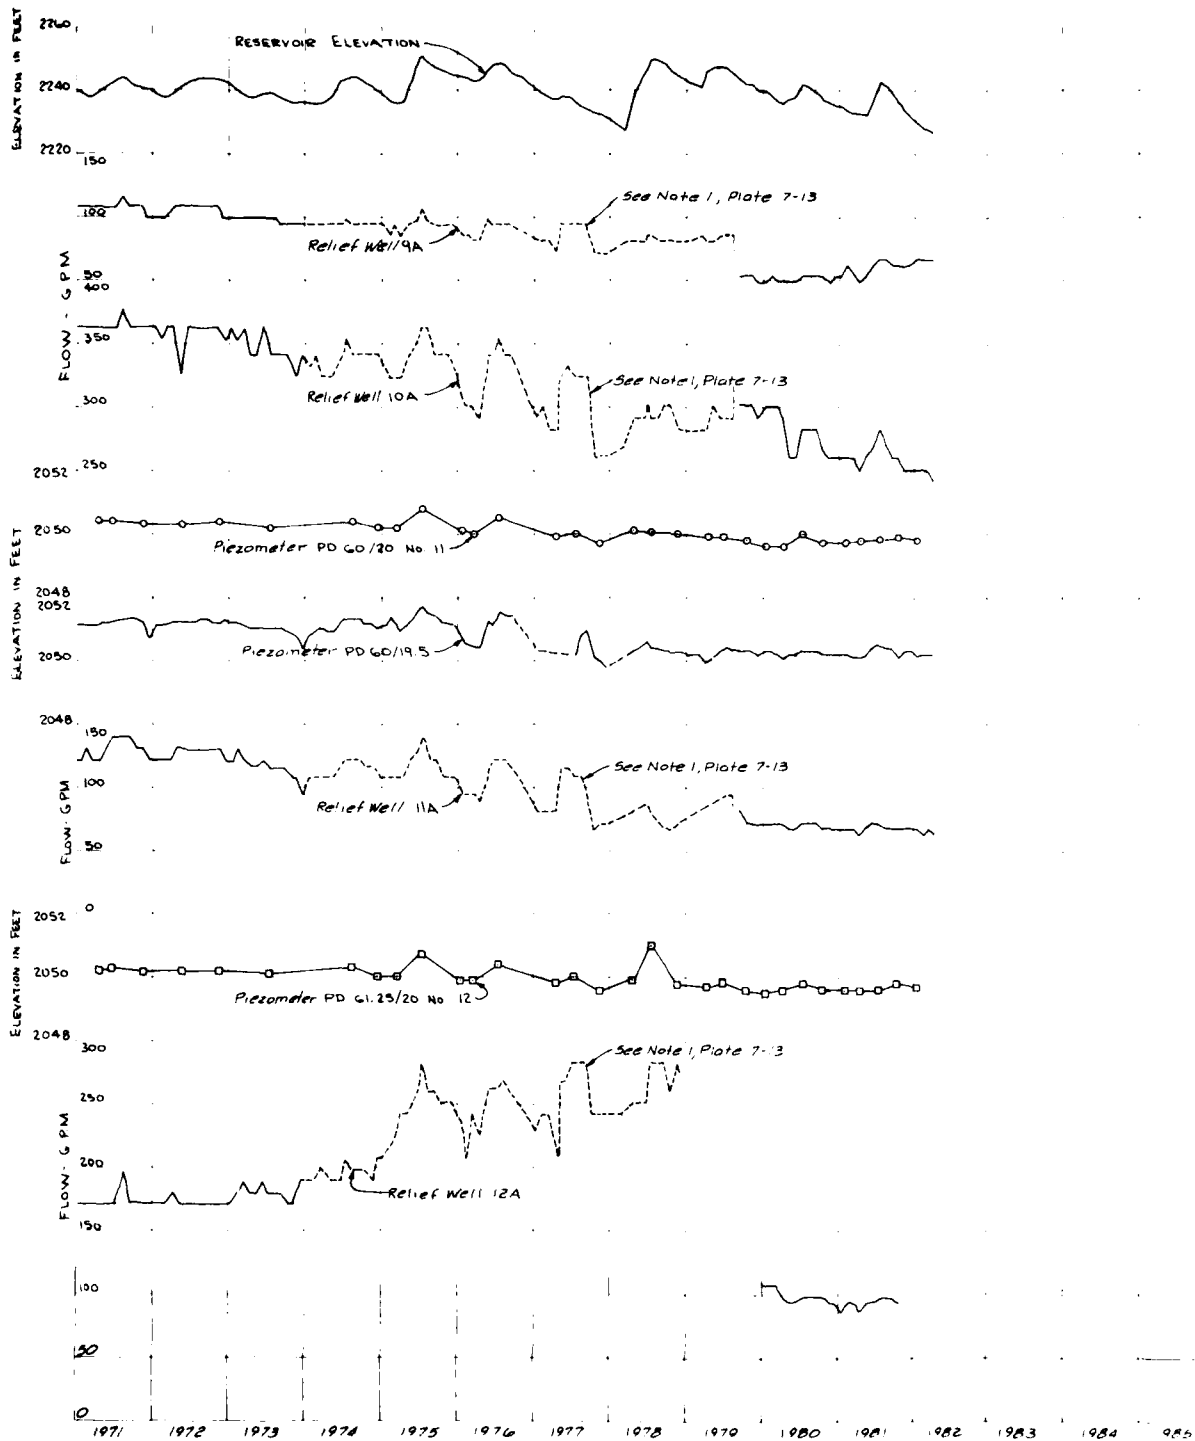 2260
RESERVOIR ELEVATION
2240
ELEVATION IN FEET
2220
150
See Note 1, Plate 7-13
100
Relief Well 9A
50
400
FLOW - GPM
350
See Note 1, Plate 7-13
Relief Well 10A
300
250
2052
2050
Piezometer PD 60/20 No. 11
ELEVATION IN FEET
2048
2052
Piezometer PD 60/19.5
2050
2048
150
See Note 1, Plate 7-13
100
Relief Well 11A
FLOW - GPM
50
0
2052
ELEVATION IN FEET
2050
Piezometer PD 61.25/20 No 12
2048
300
See Note 1, Plate 7-13
250
FLOW - GPM
200
Relief Well 12A
150
100
50
0
1971 1972 1973 1974 1975 1976 1977 1978 1979 1980 1981 1982 1983 1984 985